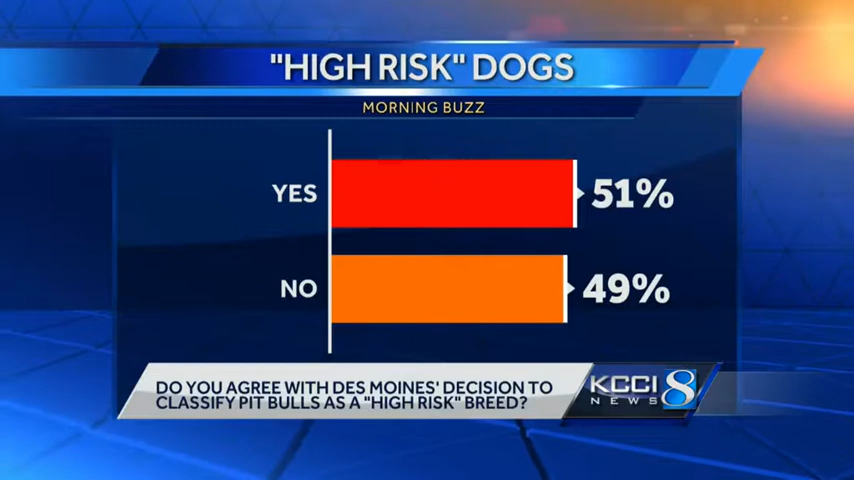 "HIGH RISK" DOGS
MORNING BUZZ
YES 51%
NO 49%
DO YOU AGREE WITH DES MOINES' DECISION TO
CLASSIFY PIT BULLS AS A "HIGH RISK" BREED?
KCCI 8
NEWS